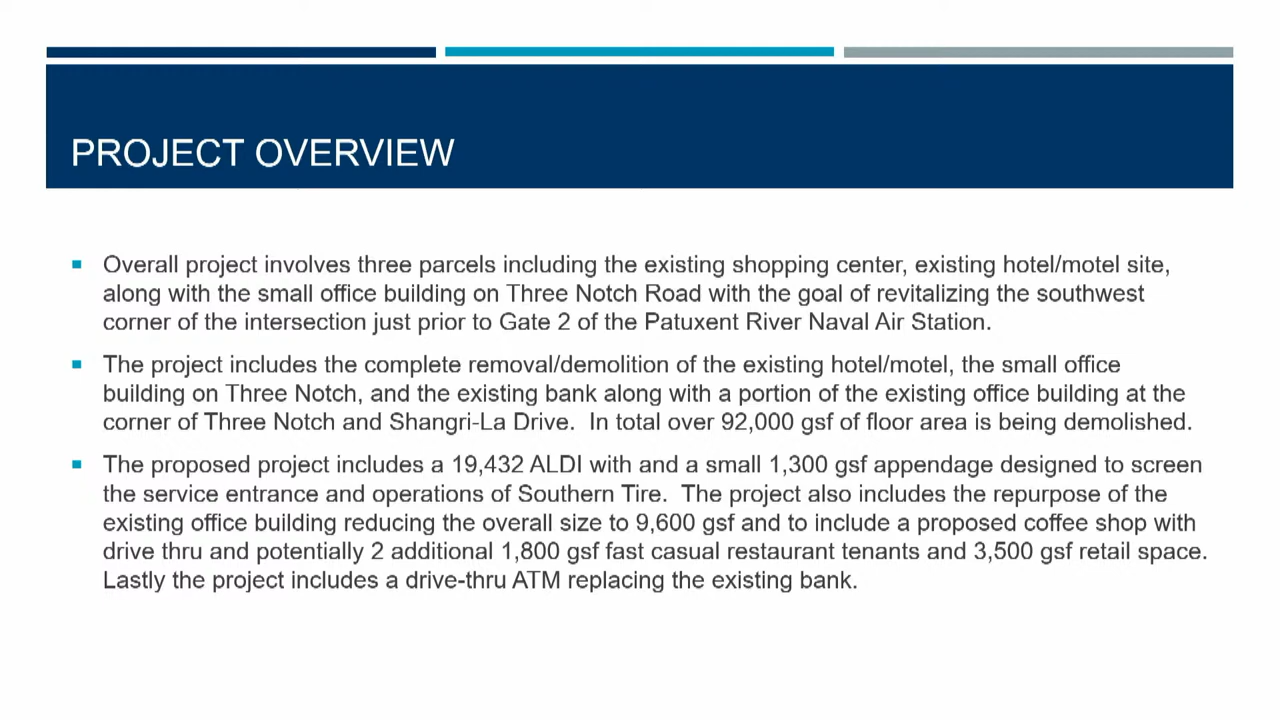 PROJECT OVERVIEW
Overall project involves three parcels including the existing shopping center, existing hotel/motel site,
along with the small office building on Three Notch Road with the goal of revitalizing the southwest
corner of the intersection just prior to Gate 2 of the Patuxent River Naval Air Station.
The project includes the complete removal/demolition of the existing hotel/motel, the small office
building on Three Notch, and the existing bank along with a portion of the existing office building at the
corner of Three Notch and Shangri-La Drive.  In total over 92,000 gsf of floor area is being demolished.
The proposed project includes a 19,432 ALDI with and a small 1,300 gsf appendage designed to screen
the service entrance and operations of Southern Tire.  The project also includes the repurpose of the
existing office building reducing the overall size to 9,600 gsf and to include a proposed coffee shop with
drive thru and potentially 2 additional 1,800 gsf fast casual restaurant tenants and 3,500 gsf retail space.
Lastly the project includes a drive-thru ATM replacing the existing bank.